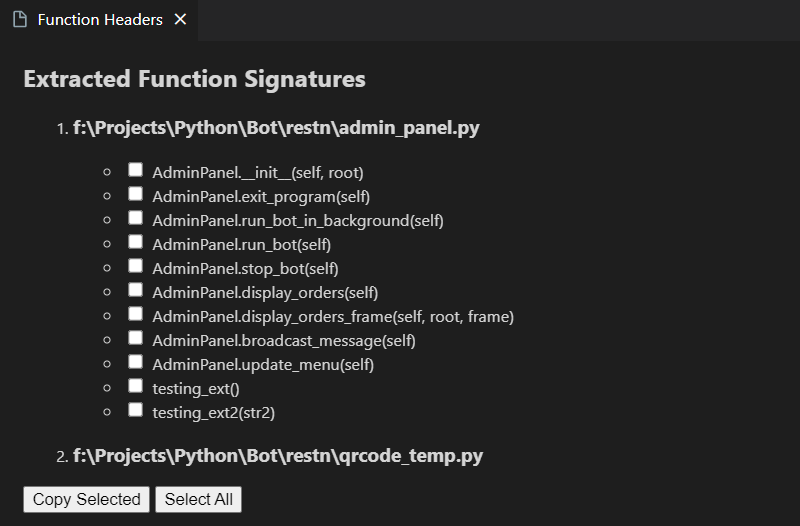 Function Headers
Extracted Function Signatures
1. f:\Projects\Python\Bot\restn\admin_panel.py
AdminPanel.__init__(self, root)
AdminPanel.exit_program(self)
AdminPanel.run_bot_in_background(self)
AdminPanel.run_bot(self)
AdminPanel.stop_bot(self)
AdminPanel.display_orders(self)
AdminPanel.display_orders_frame(self, root, frame)
AdminPanel.broadcast_message(self)
AdminPanel.update_menu(self)
testing_ext()
testing_ext2(str2)
2. f:\Projects\Python\Bot\restn\qrcode_temp.py
Copy Selected Select All